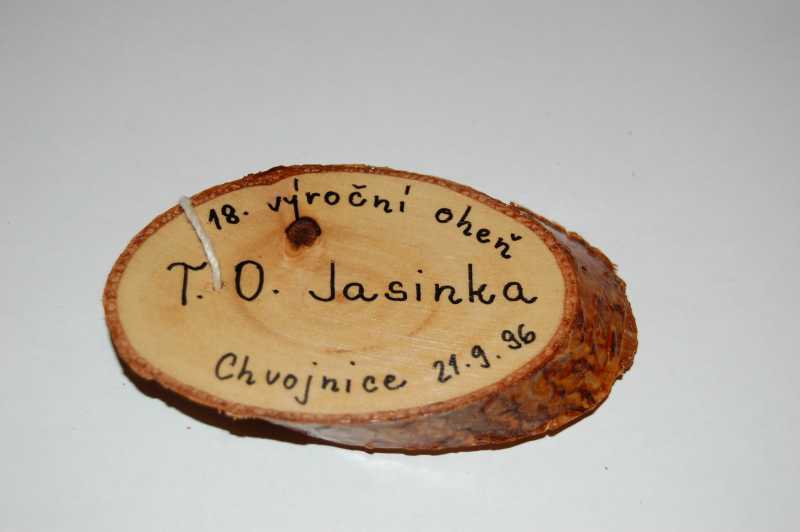 18. výroční oheň
T. O. Jasinka
Chvojnice 21.9.96